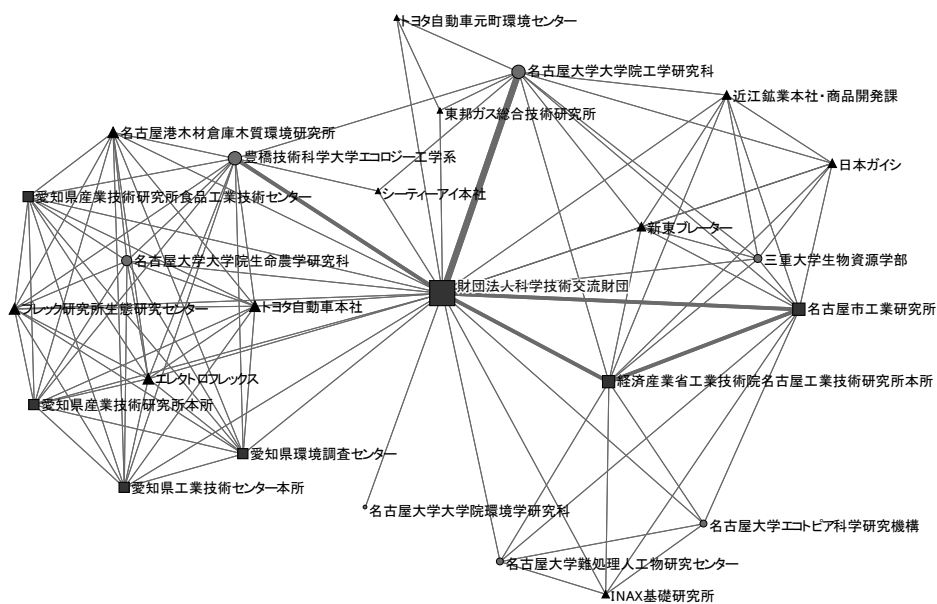 トヨタ自動車元町環境センター
名古屋大学大学院工学研究科
近江鉱業本社・商品開発課
東邦ガス総合技術研究所
名古屋港木材倉庫木質環境研究所
豊橋技術科学大学エコロジー工学系
日本ガイシ
シーティーアイ本社
愛知県産業技術研究所食品工業技術センター
新東ブレーター
名古屋大学大学院生命農学研究科
三重大学生物資源学部
財団法人科学技術交流財団
プレック研究所生態研究センター
トヨタ自動車本社
名古屋市工業研究所
エレクトロフレックス
経済産業省工業技術院名古屋工業技術研究所本所
愛知県産業技術研究所本所
愛知県環境調査センター
愛知県工業技術センター本所
名古屋大学大学院環境学研究科
名古屋大学エコトピア科学研究機構
名古屋大学難処理人工物研究センター
INAX基礎研究所